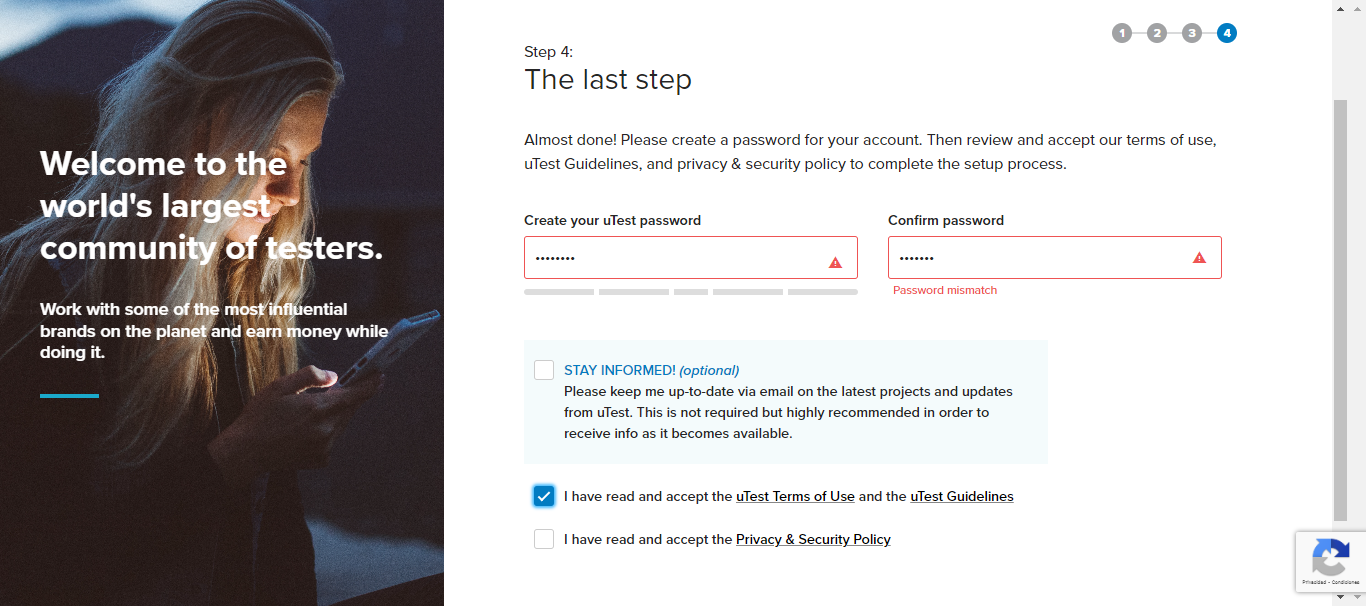 Welcome to the
world's largest
community of testers.
Work with some of the most influential
brands on the planet and earn money while
doing it.
1 2 3 4
Step 4:
The last step
Almost done! Please create a password for your account. Then review and accept our terms of use,
uTest Guidelines, and privacy & security policy to complete the setup process.
Create your uTest password
Confirm password
••••••••
•••••••
Password mismatch
STAY INFORMED! (optional)
Please keep me up-to-date via email on the latest projects and updates
from uTest. This is not required but highly recommended in order to
receive info as it becomes available.
I have read and accept the uTest Terms of Use and the uTest Guidelines
I have read and accept the Privacy & Security Policy
Privacidad - Condiciones